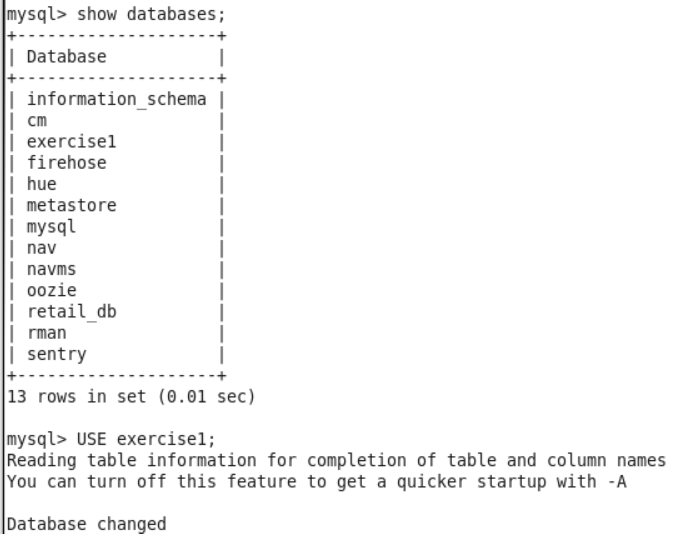 mysql> show databases;
+--------------------+
| Database           |
+--------------------+
| information_schema |
| cm                 |
| exercise1          |
| firehose           |
| hue                |
| metastore          |
| mysql              |
| nav                |
| navms              |
| oozie              |
| retail_db          |
| rman               |
| sentry             |
+--------------------+
13 rows in set (0.01 sec)

mysql> USE exercise1;
Reading table information for completion of table and column names
You can turn off this feature to get a quicker startup with -A

Database changed